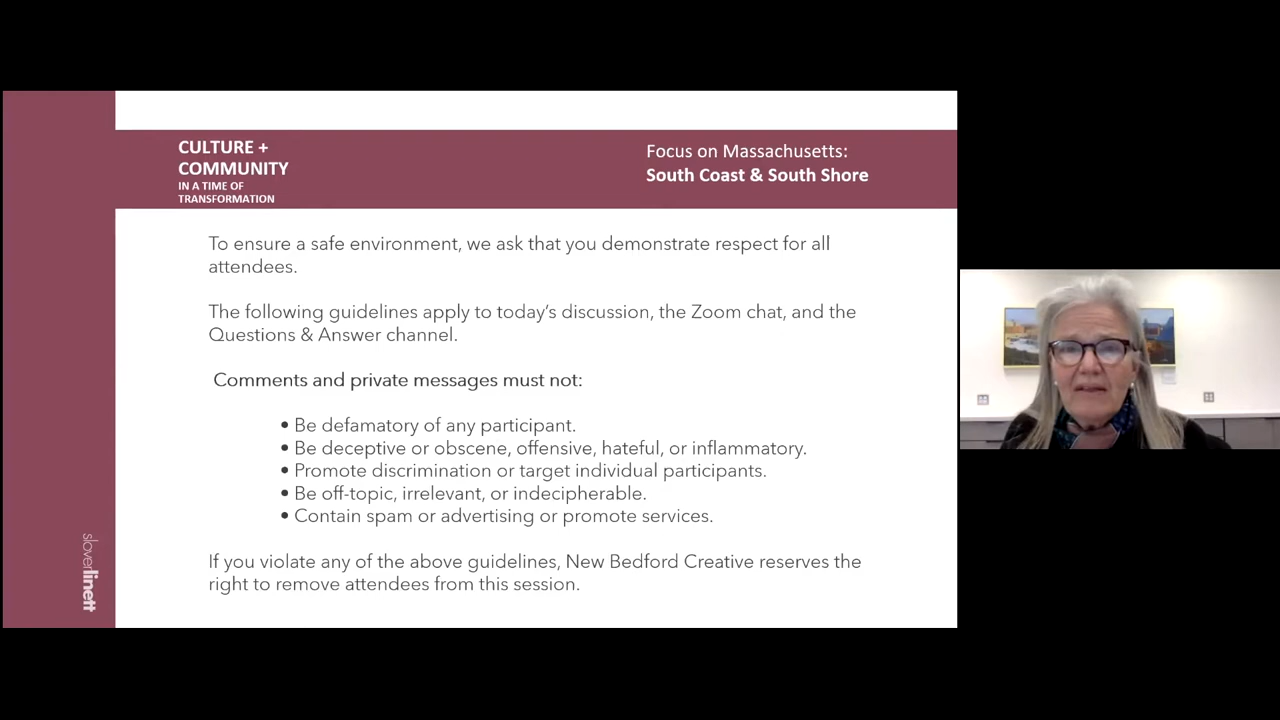 CULTURE +
COMMUNITY
IN A TIME OF
TRANSFORMATION
Focus on Massachusetts:
South Coast & South Shore
To ensure a safe environment, we ask that you demonstrate respect for all
attendees.
The following guidelines apply to today's discussion, the Zoom chat, and the
Questions & Answer channel.
Comments and private messages must not:
• Be defamatory of any participant.
• Be deceptive or obscene, offensive, hateful, or inflammatory.
• Promote discrimination or target individual participants.
• Be off-topic, irrelevant, or indecipherable.
• Contain spam or advertising or promote services.
If you violate any of the above guidelines, New Bedford Creative reserves the
right to remove attendees from this session.
sloverlinett